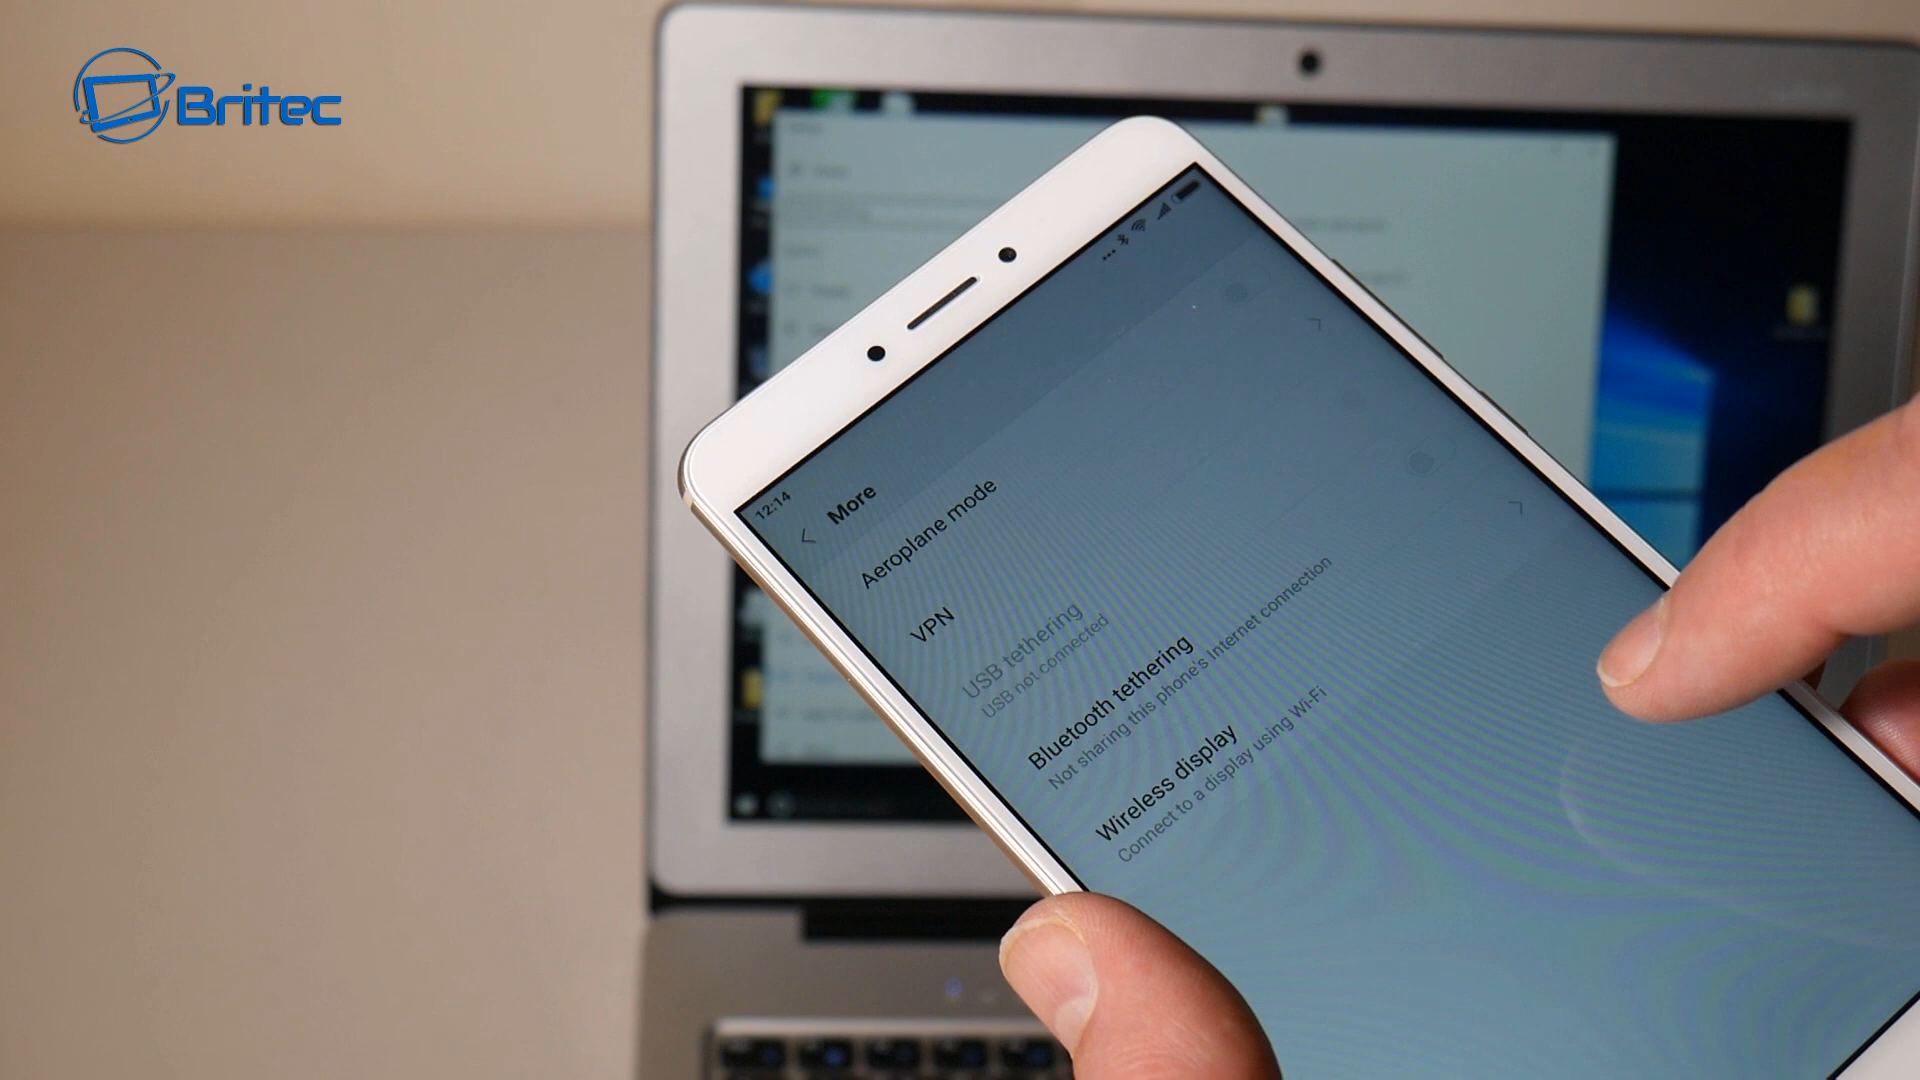 Britec
12:14
More
Aeroplane mode
VPN
USB tethering
USB not connected
Bluetooth tethering
Not sharing this phone's Internet connection
Wireless display
Connect to a display using Wi-Fi